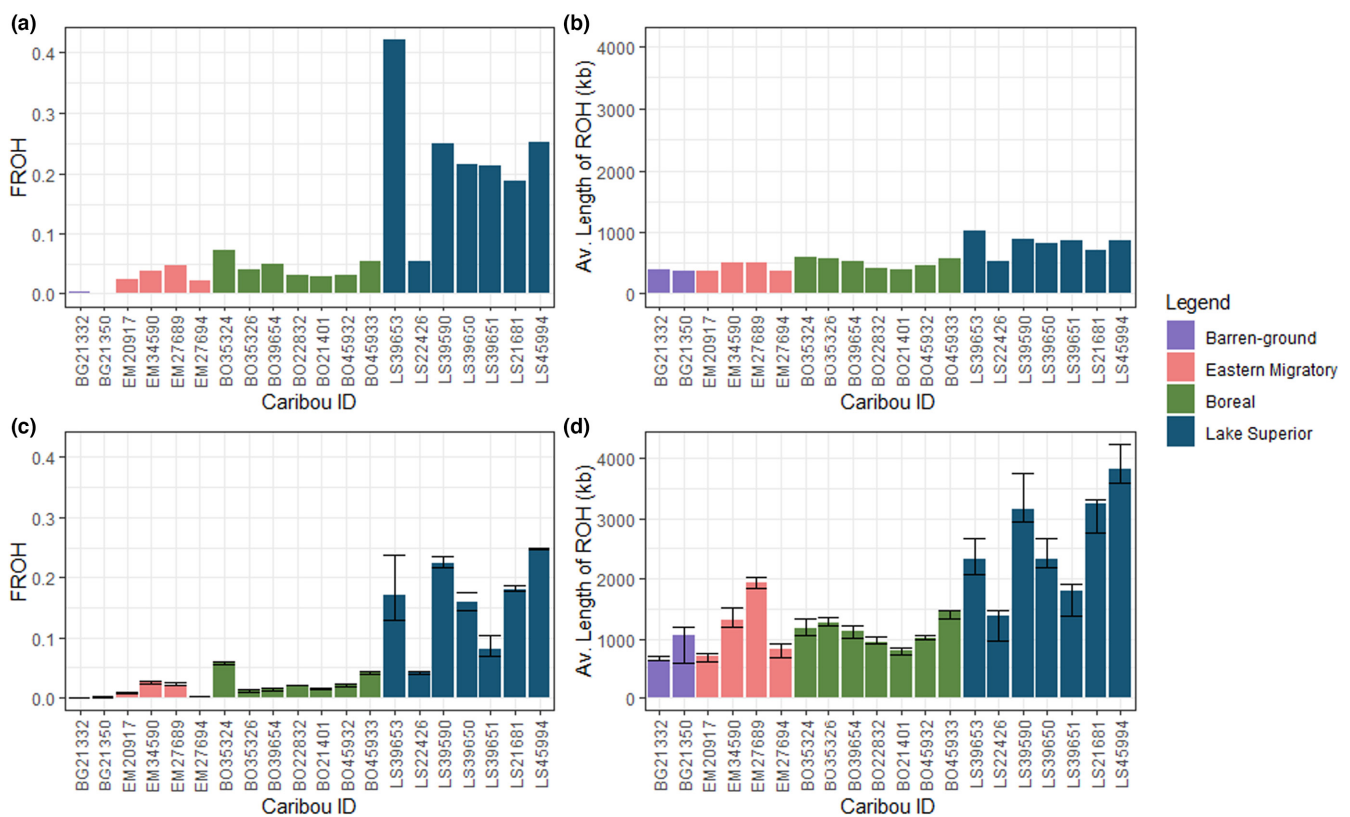 (a)
FROH
0.4
0.3
0.2
0.1
0.0
BG21332
BG21350
EM20917
EM34590
EM27689
EM27694
BO35324
BO35326
BO39654
BO22832
BO21401
BO45932
BO45933
LS39653
LS22426
LS39590
LS39650
LS39651
LS21681
LS45994
Caribou ID
(b)
Av. Length of ROH (kb)
4000
3000
2000
1000
0
BG21332
BG21350
EM20917
EM34590
EM27689
EM27694
BO35324
BO35326
BO39654
BO22832
BO21401
BO45932
BO45933
LS39653
LS22426
LS39590
LS39650
LS39651
LS21681
LS45994
Caribou ID
Legend
Barren-ground
Eastern Migratory
Boreal
Lake Superior
(c)
FROH
0.4
0.3
0.2
0.1
0.0
BG21332
BG21350
EM20917
EM34590
EM27689
EM27694
BO35324
BO35326
BO39654
BO22832
BO21401
BO45932
BO45933
LS39653
LS22426
LS39590
LS39650
LS39651
LS21681
LS45994
Caribou ID
(d)
Av. Length of ROH (kb)
4000
3000
2000
1000
0
BG21332
BG21350
EM20917
EM34590
EM27689
EM27694
BO35324
BO35326
BO39654
BO22832
BO21401
BO45932
BO45933
LS39653
LS22426
LS39590
LS39650
LS39651
LS21681
LS45994
Caribou ID